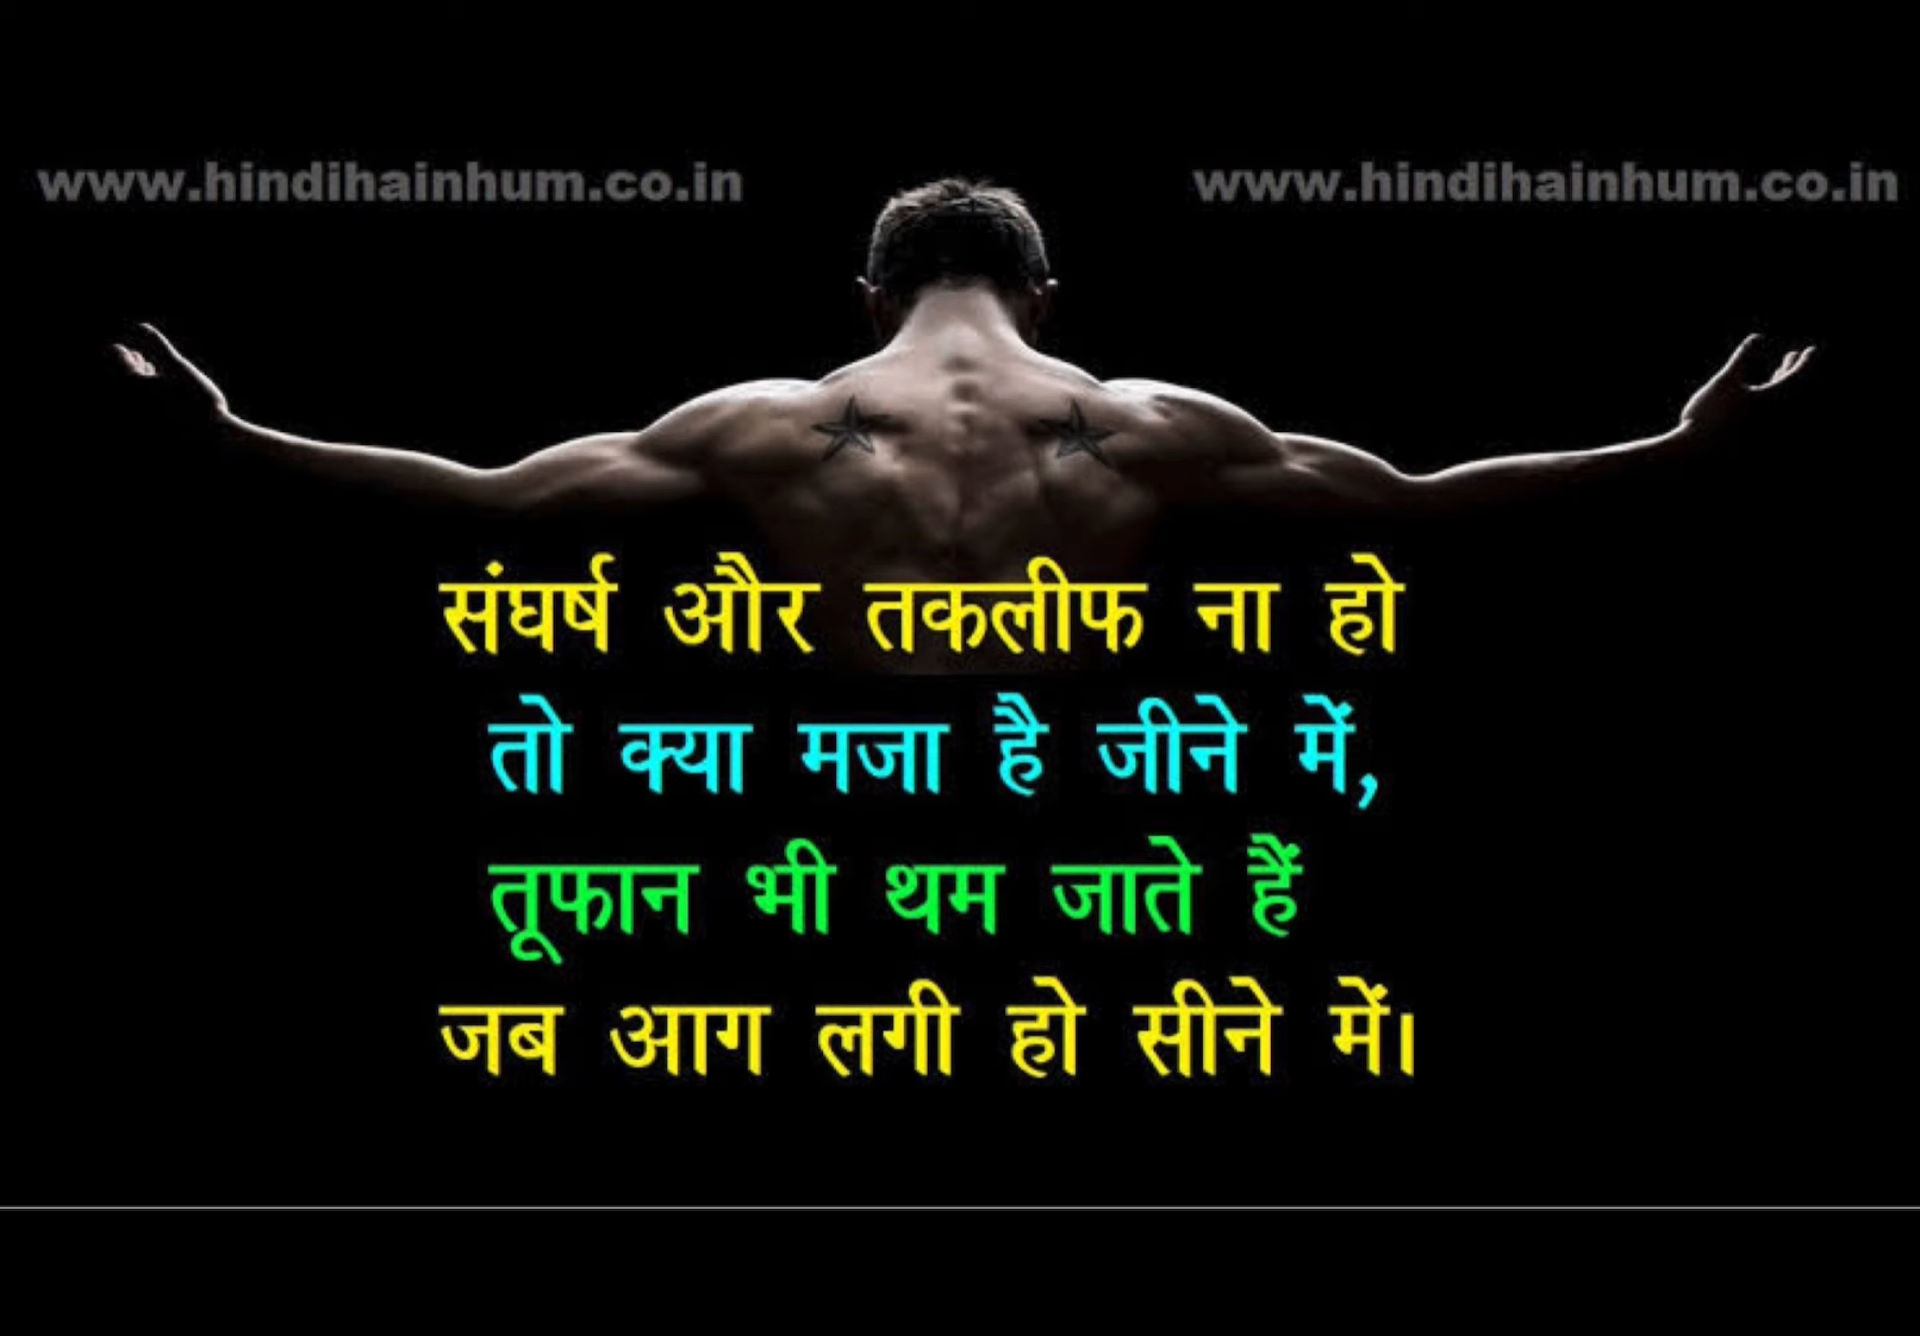 www.hindihainhum.co.in www.hindihainhum.co.in
संघर्ष और तकलीफ ना हो
तो क्या मजा है जीने में,
तूफान भी थम जाते हैं
जब आग लगी हो सीने में।